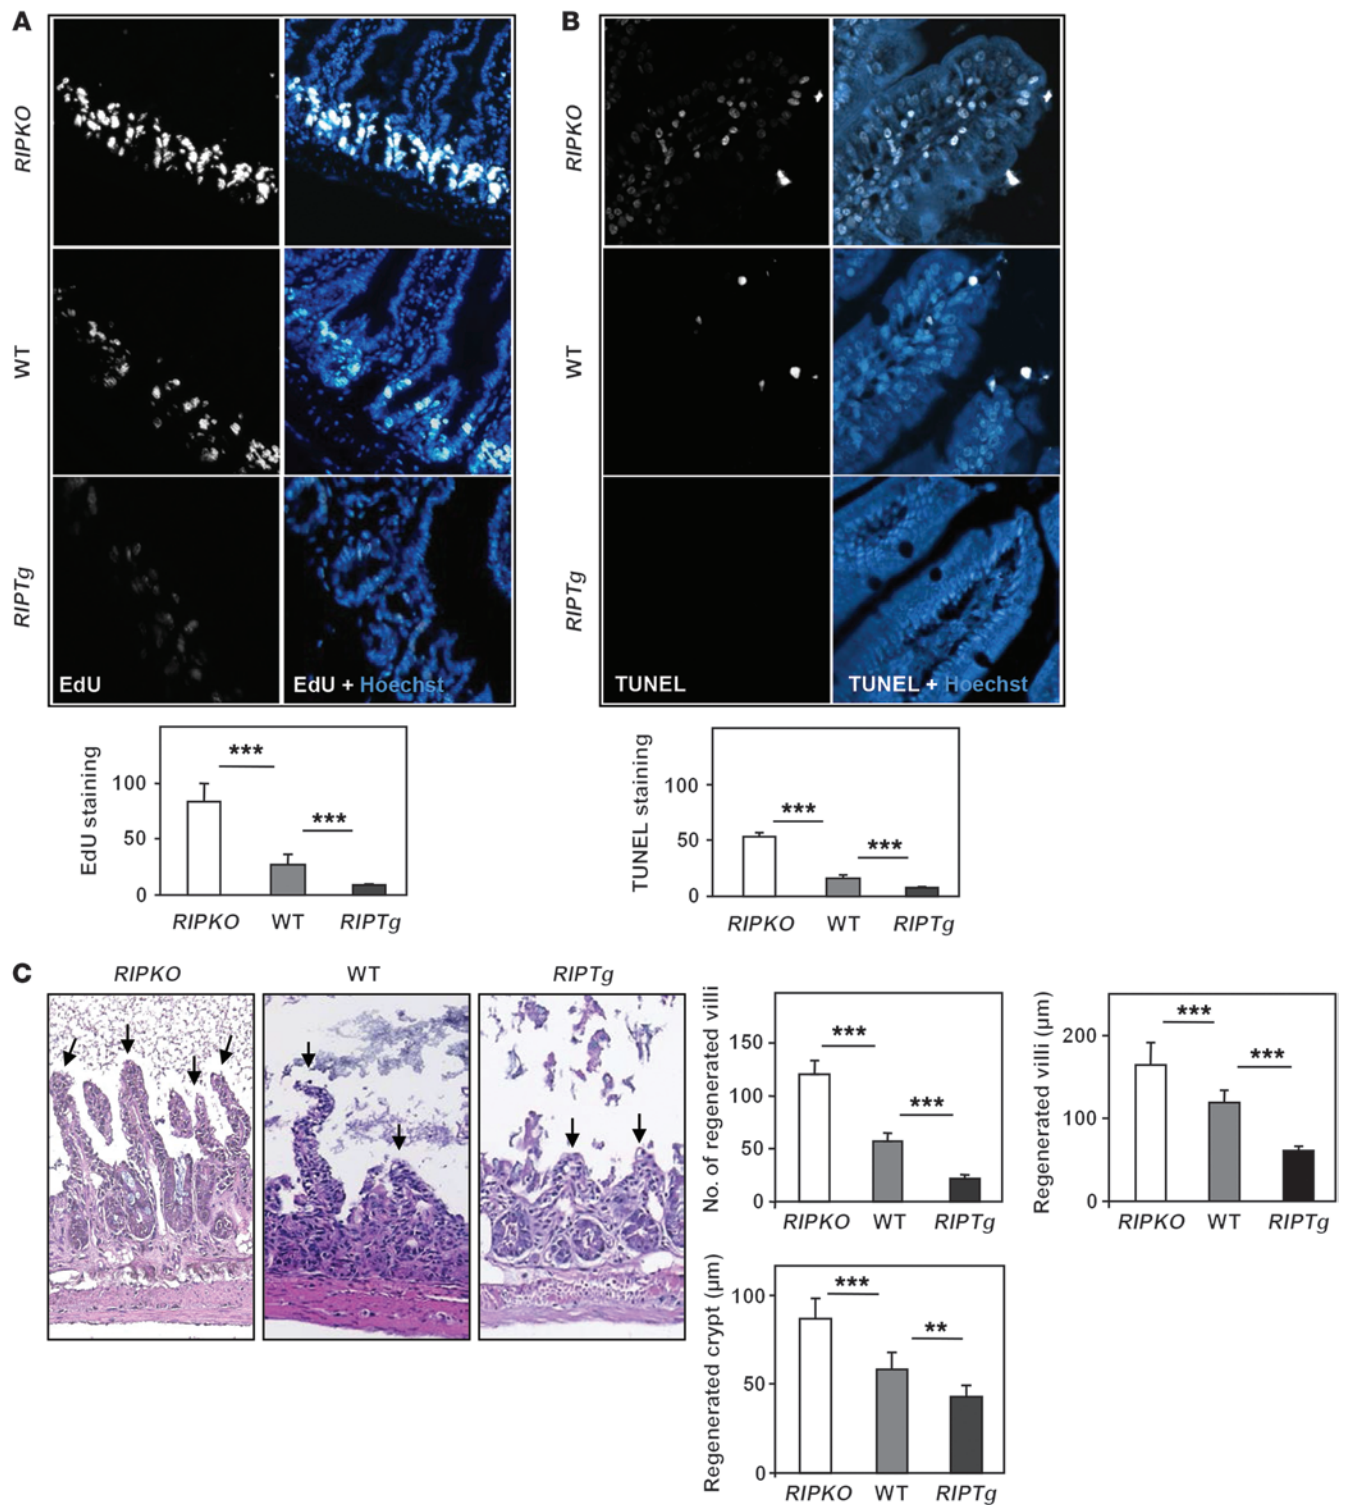 A
B
RIPKO
WT
RIPTg
EdU
EdU + Hoechst
RIPKO
WT
RIPTg
TUNEL
TUNEL + Hoechst
EdU staining
100
50
0
***
***
RIPKO WT RIPTg
TUNEL staining
100
50
0
***
***
RIPKO WT RIPTg
C
RIPKO
WT
RIPTg
No. of regenerated villi
150
100
50
0
***
***
RIPKO WT RIPTg
Regenerated villi (µm)
200
100
0
***
***
RIPKO WT RIPTg
Regenerated crypt (µm)
100
50
0
***
**
RIPKO WT RIPTg